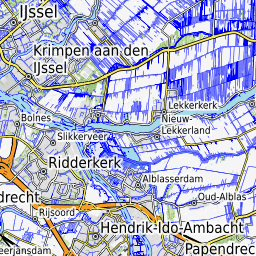 IJssel
Krimpen aan den
IJssel
Lekkerkerk
Bolnes
Nieuw-
Lekkerland
Slikkerveer
Ridderkerk
Alblasserdam
Oud-Alblas
drecht
Rijsoord
Hendrik-Ido-Ambacht
Papendrec
eerjansdam